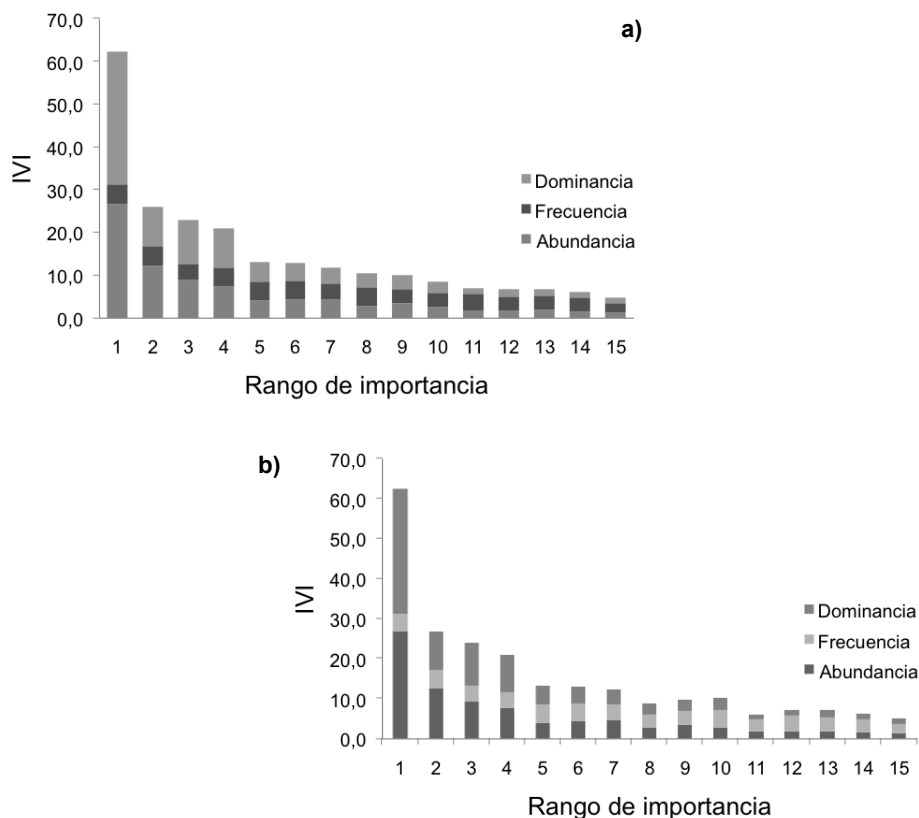 a)
70,0
60,0
50,0
40,0
30,0
20,0
10,0
0,0
IVI
Dominancia
Frecuencia
Abundancia
1 2 3 4 5 6 7 8 9 10 11 12 13 14 15
Rango de importancia
b)
70,0
60,0
50,0
40,0
30,0
20,0
10,0
0,0
IVI
Dominancia
Frecuencia
Abundancia
1 2 3 4 5 6 7 8 9 10 11 12 13 14 15
Rango de importancia